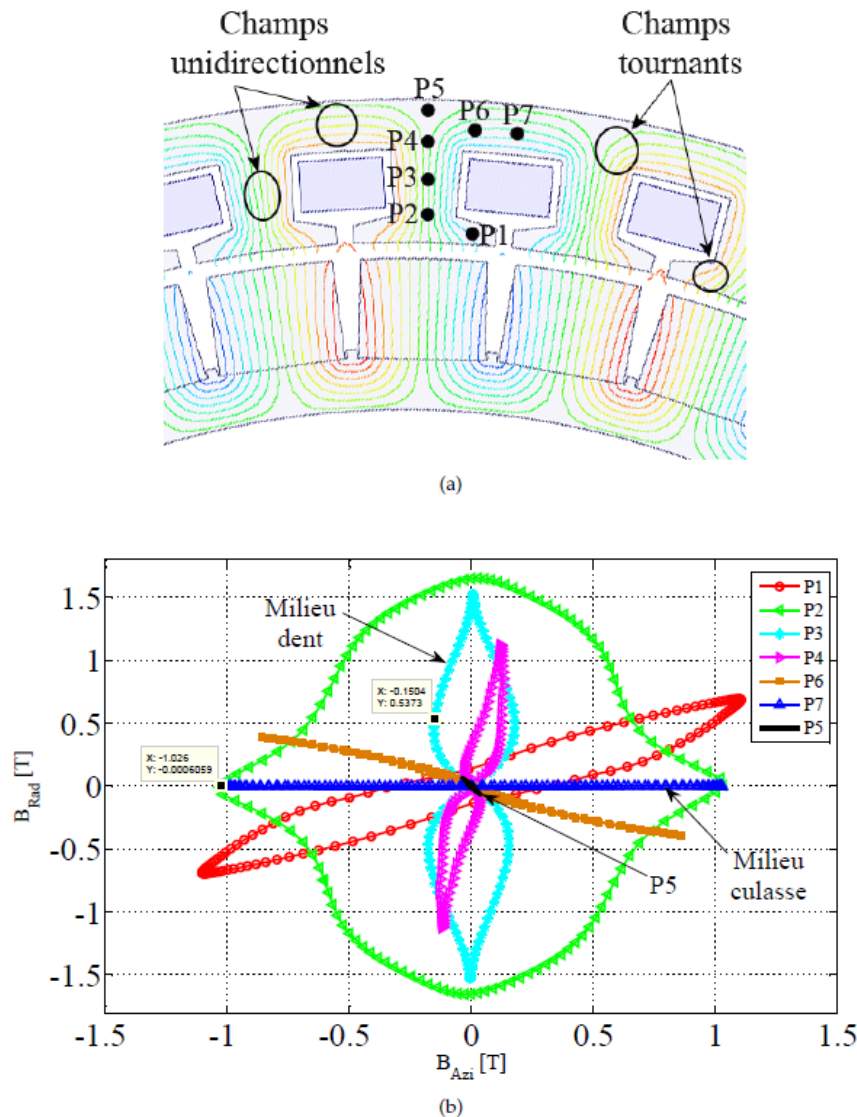 Champs
unidirectionnels
Champs
tournants
P5
P6
P7
P4
P3
P2
P1
(a)
1.5
1
0.5
0
-0.5
-1
-1.5
B_Rad [T]
Milieu
dent
X: -0.1504
Y: 0.5373
X: -1.026
Y: -0.0006059
P1
P2
P3
P4
P6
P7
P5
P5
Milieu
culasse
-1.5
-1
-0.5
0
0.5
1
1.5
B_Azi [T]
(b)